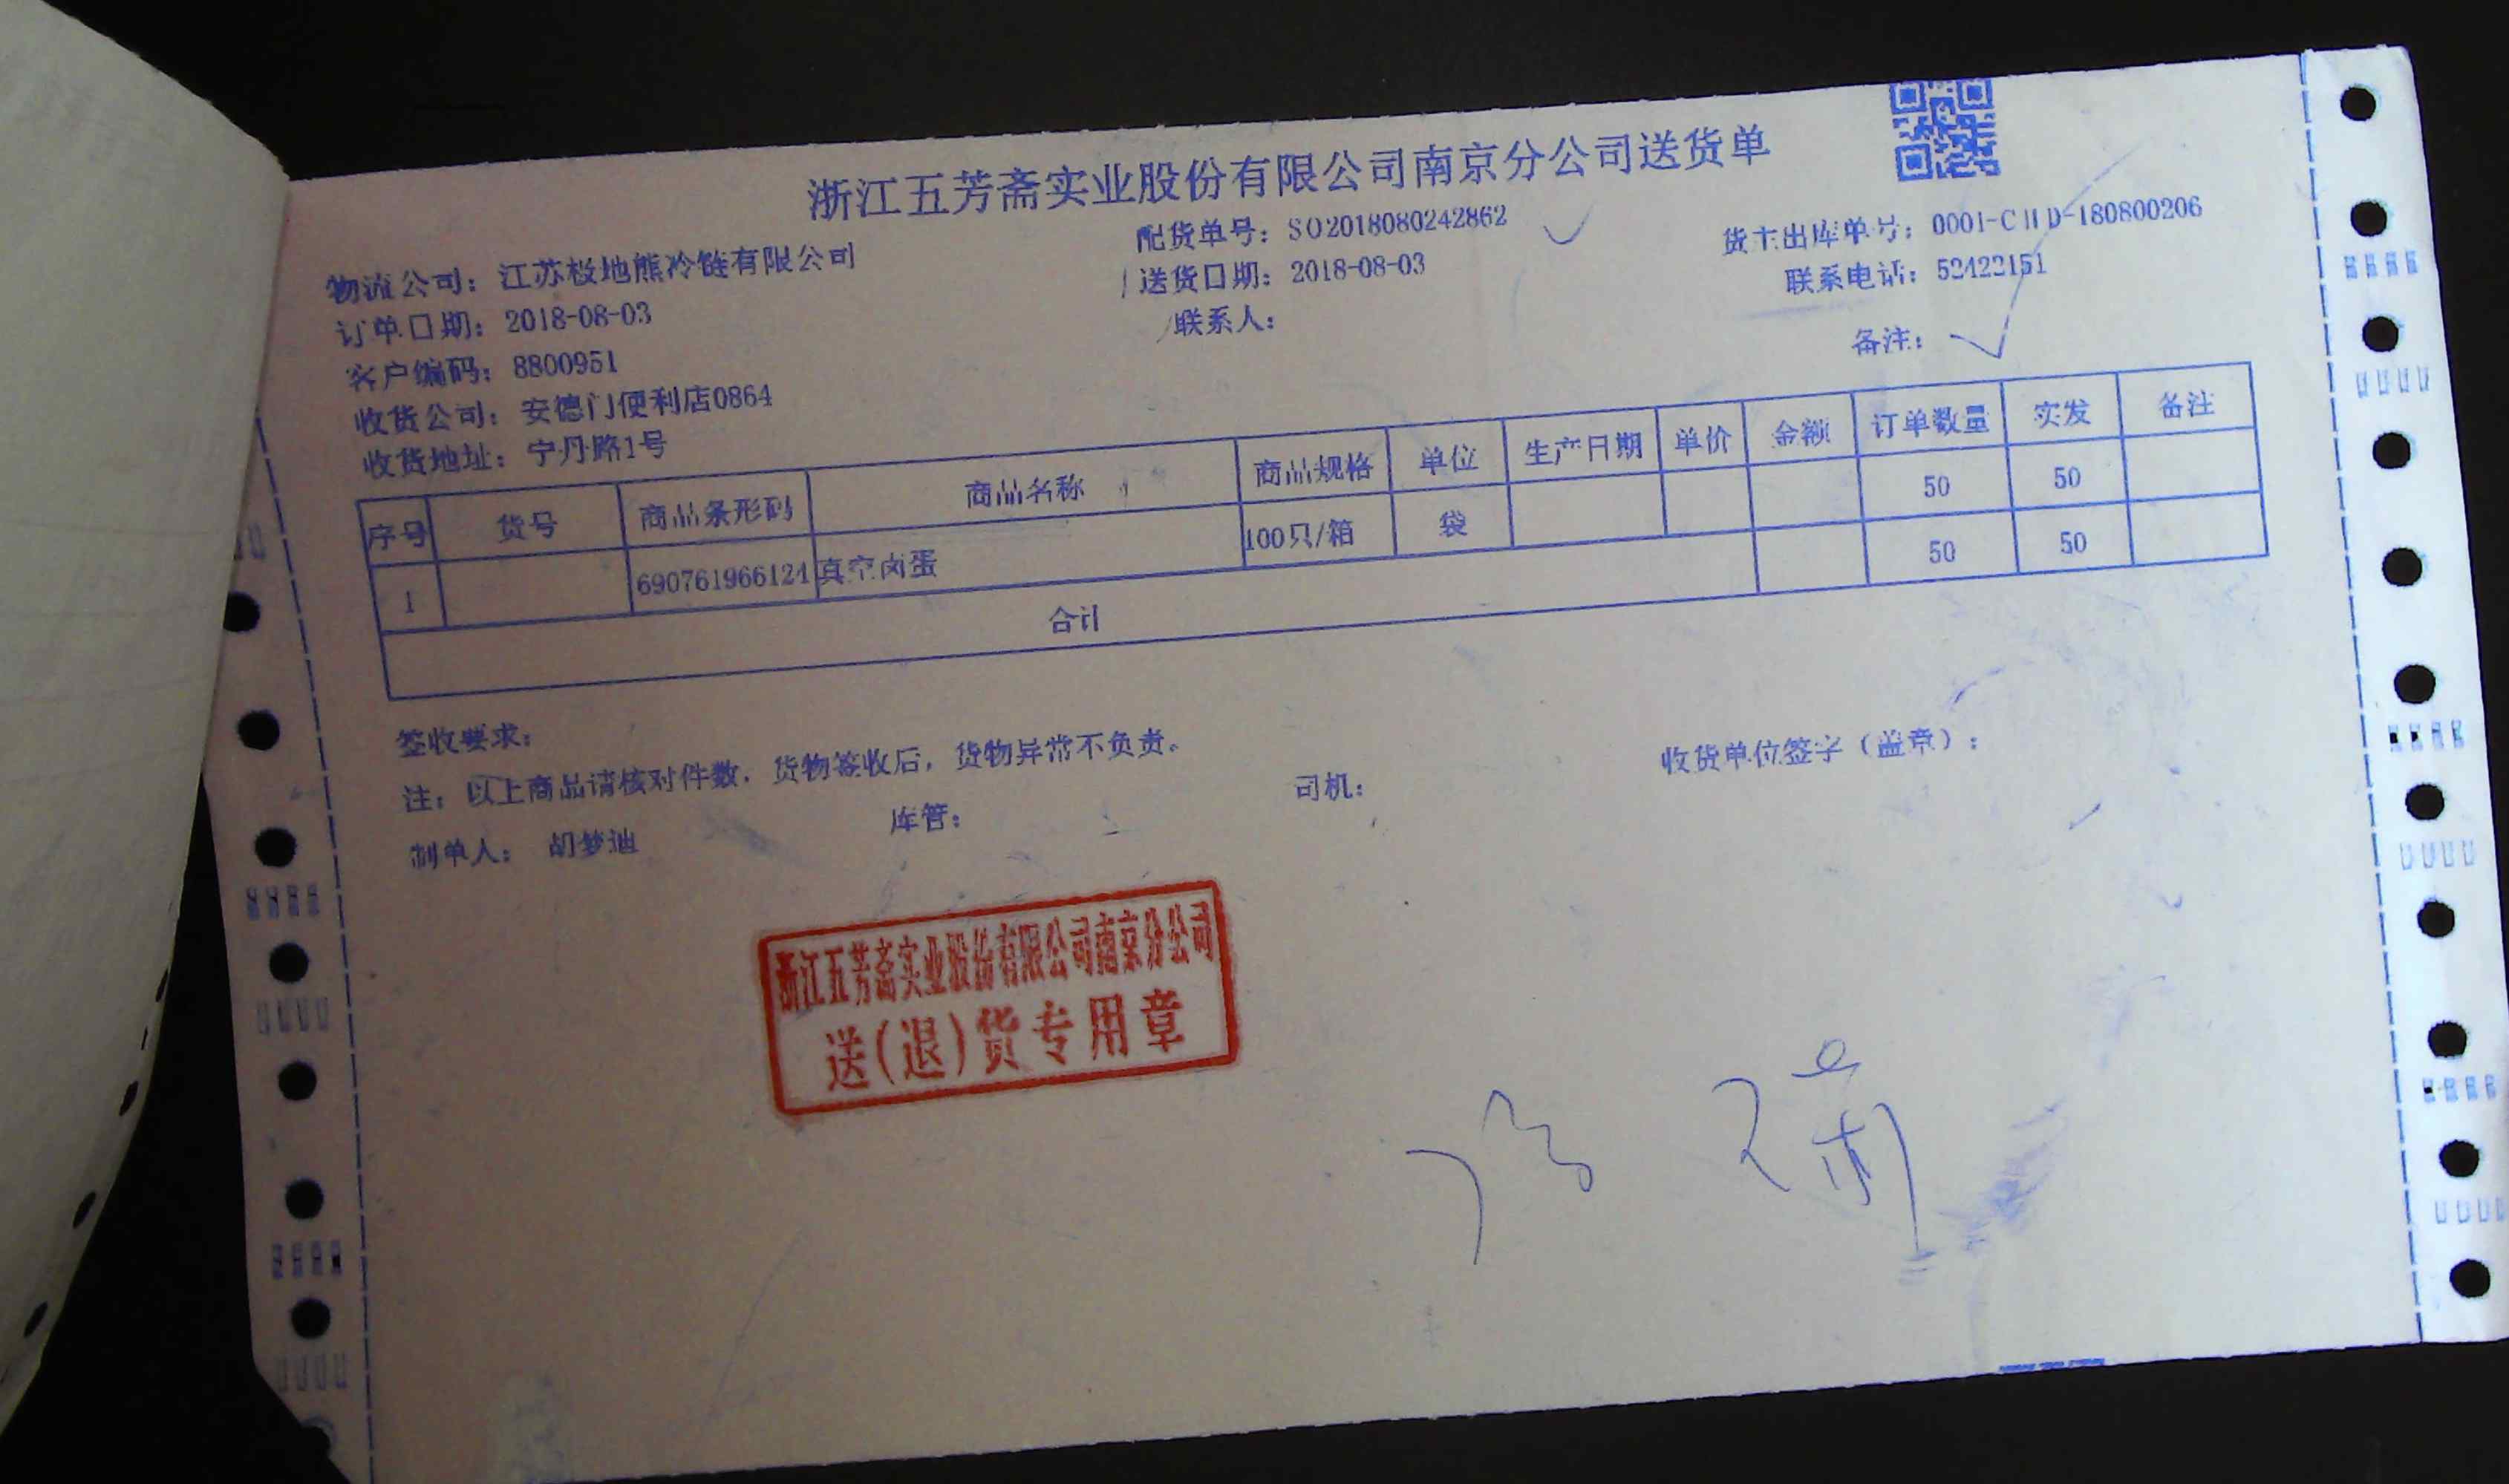 浙江五芳斋实业股份有限公司南京分公司送货单
物流公司：江苏极地熊冷链有限公司 配货单号：SO2018080242862 货主出库单号：0001-CHD-180800206
订单日期：2018-08-03 送货日期：2018-08-03 联系电话：52422151
客户编码：8800951 联系人： 备注：
收货公司：安德门便利店0864
收货地址：宁丹路1号
序号 货号 商品条形码 商品名称 商品规格 单位 生产日期 单价 金额 订单数量 实发 备注
1 690761966124 真空卤蛋 100只/箱 袋 50 50
合计 50 50
签收要求：
注：以上商品请核对件数，货物签收后，货物异常不负责。
制单人：胡梦迪 库管： 司机： 收货单位签字（盖章）：
浙江五芳斋实业股份有限公司南京分公司
送(退)货专用章